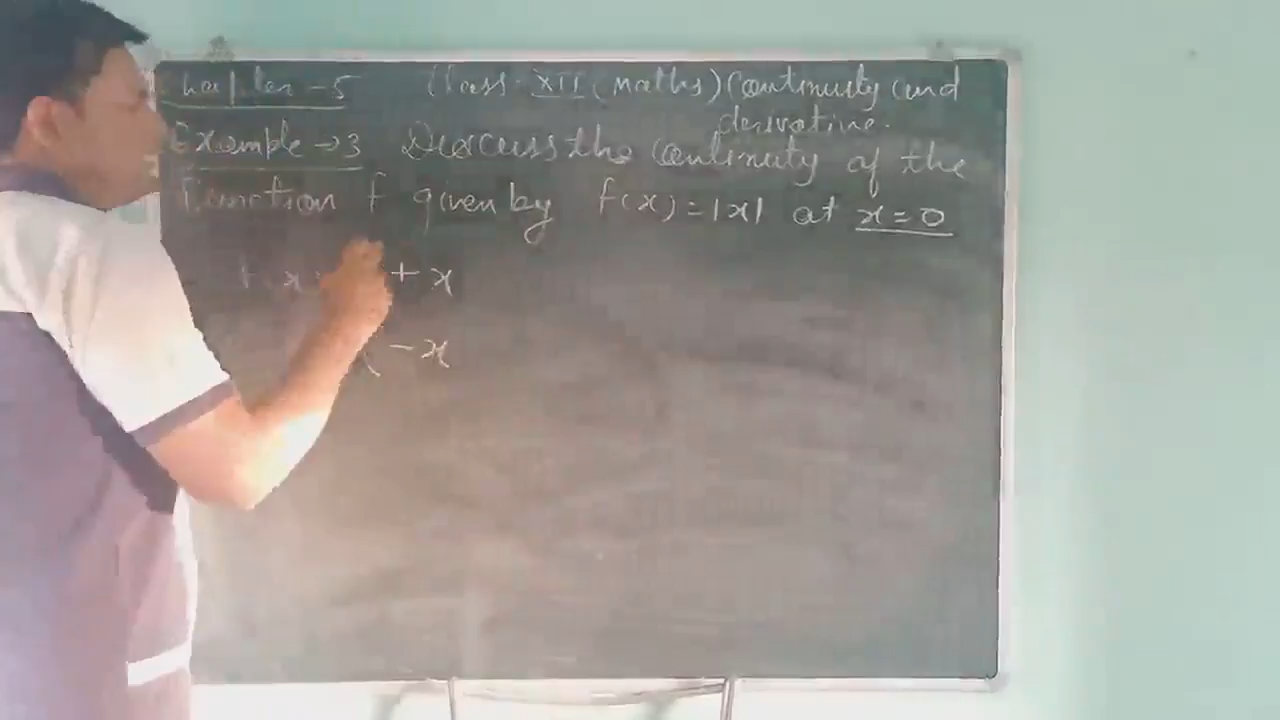 Chapter-5 Class-XII (Maths) Continuity and
derivative.
Example→3 Discuss the continuity of the
Function f given by f(x)=|x| at x=0
+ x
- x